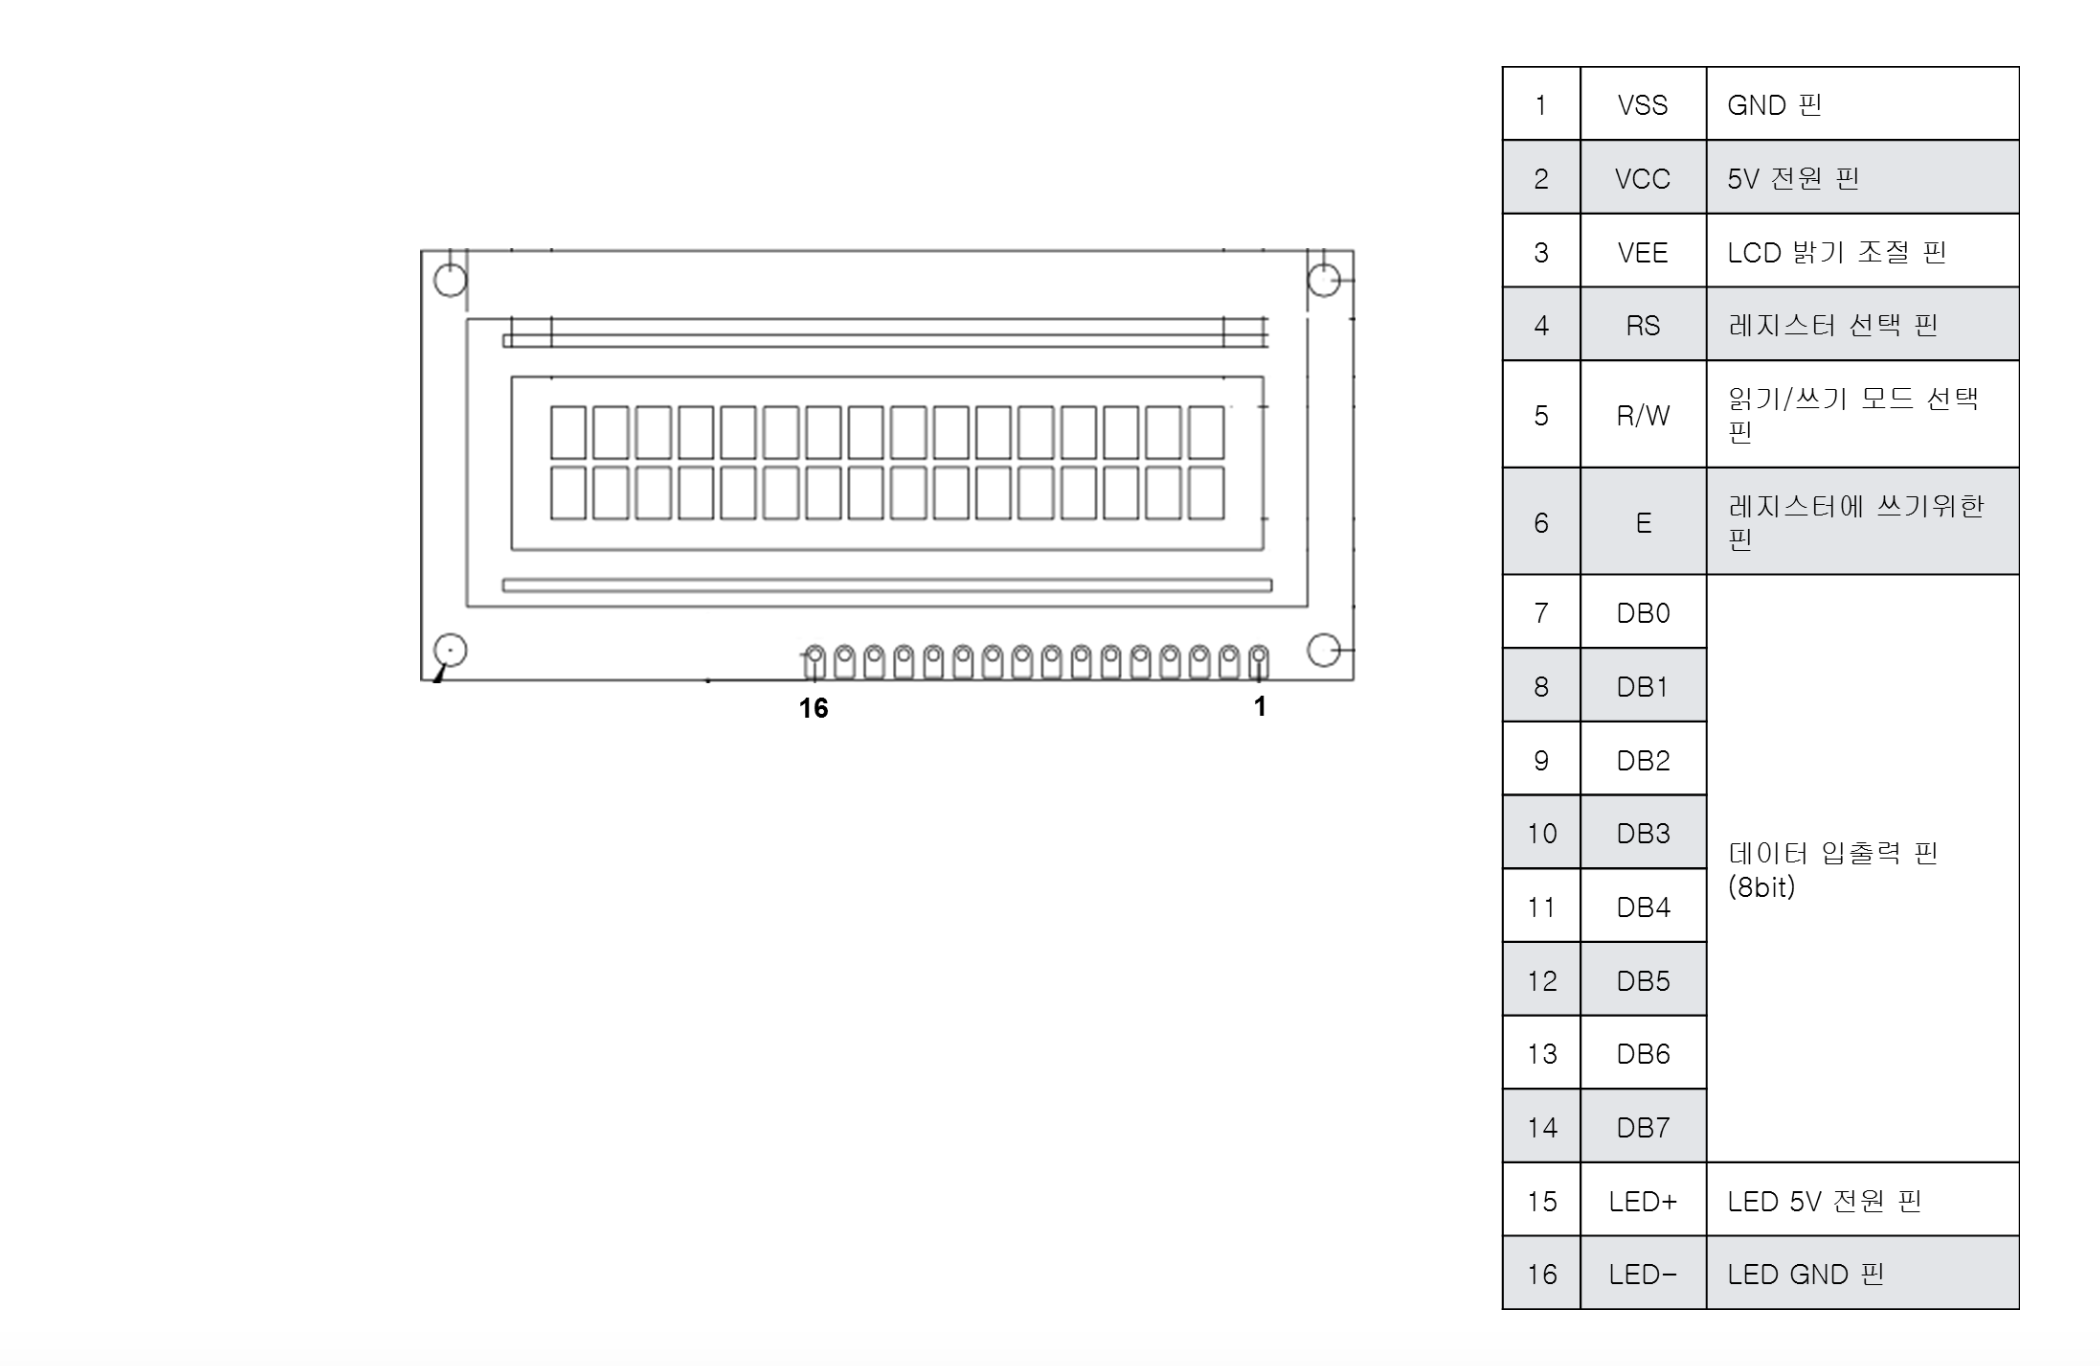 16
1
1 VSS GND 핀
2 VCC 5V 전원 핀
3 VEE LCD 밝기 조절 핀
4 RS 레지스터 선택 핀
5 R/W 읽기/쓰기 모드 선택
핀
6 E 레지스터에 쓰기위한
핀
7 DB0
8 DB1
9 DB2
10 DB3
11 DB4
12 DB5
13 DB6
14 DB7
데이터 입출력 핀
(8bit)
15 LED+ LED 5V 전원 핀
16 LED- LED GND 핀